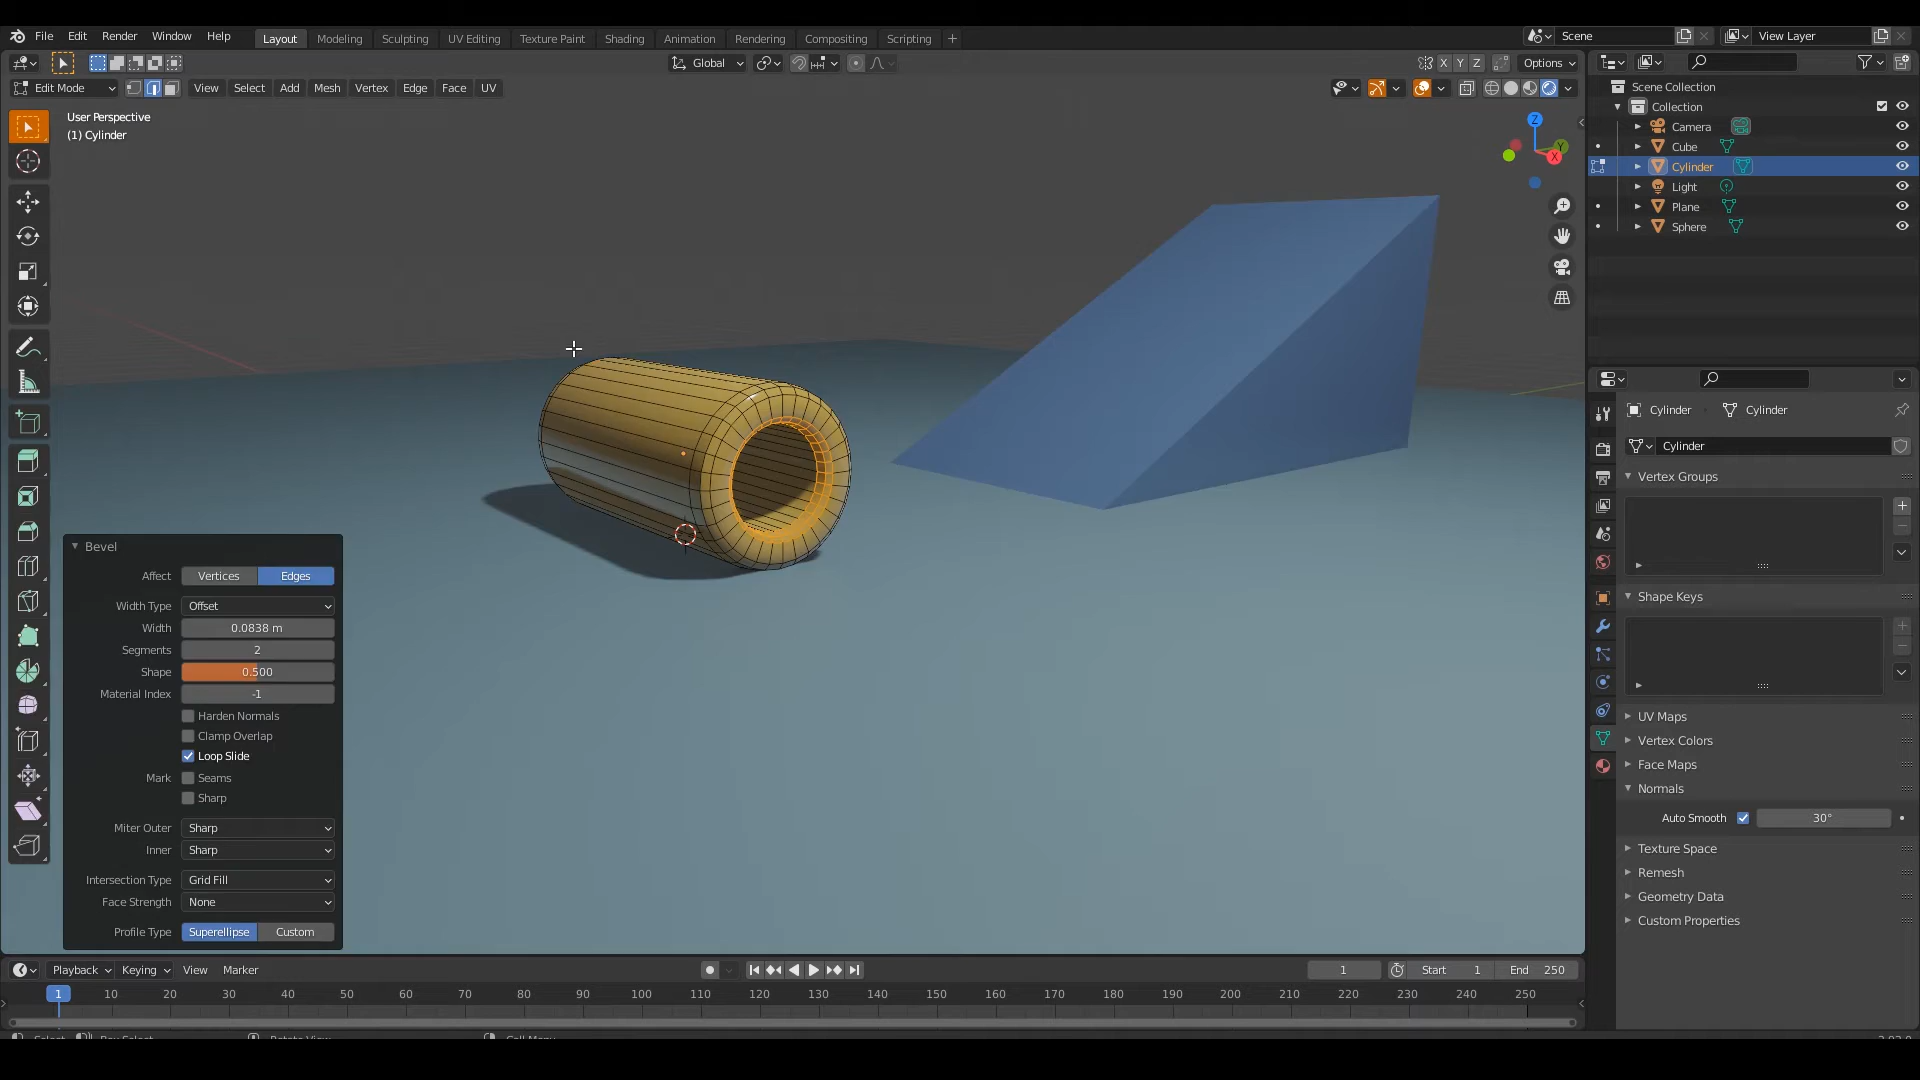 File Edit Render Window Help Layout Modeling Sculpting UV Editing Texture Paint Shading Animation Rendering Compositing Scripting + Scene View Layer
Global X Y Z Options
Edit Mode View Select Add Mesh Vertex Edge Face UV
User Perspective
(1) Cylinder
Z
Y
X
Scene Collection
Collection
Camera
Cube
Cylinder
Light
Plane
Sphere
Cylinder Cylinder
Cylinder
Vertex Groups
Shape Keys
UV Maps
Vertex Colors
Face Maps
Normals
Auto Smooth 30°
Texture Space
Remesh
Geometry Data
Custom Properties
Bevel
Affect Vertices Edges
Width Type Offset
Width 0.0838 m
Segments 2
Shape 0.500
Material Index -1
Harden Normals
Clamp Overlap
Loop Slide
Mark Seams
Sharp
Miter Outer Sharp
Inner Sharp
Intersection Type Grid Fill
Face Strength None
Profile Type Superellipse Custom
Playback Keying View Marker 1 Start 1 End 250
1 10 20 30 40 50 60 70 80 90 100 110 120 130 140 150 160 170 180 190 200 210 220 230 240 250